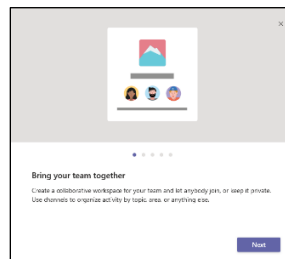 Bring your team together
Create a collaborative workspace for your team and let anybody join, or keep it private.
Use channels to organize activity by topic, area, or anything else.
Next